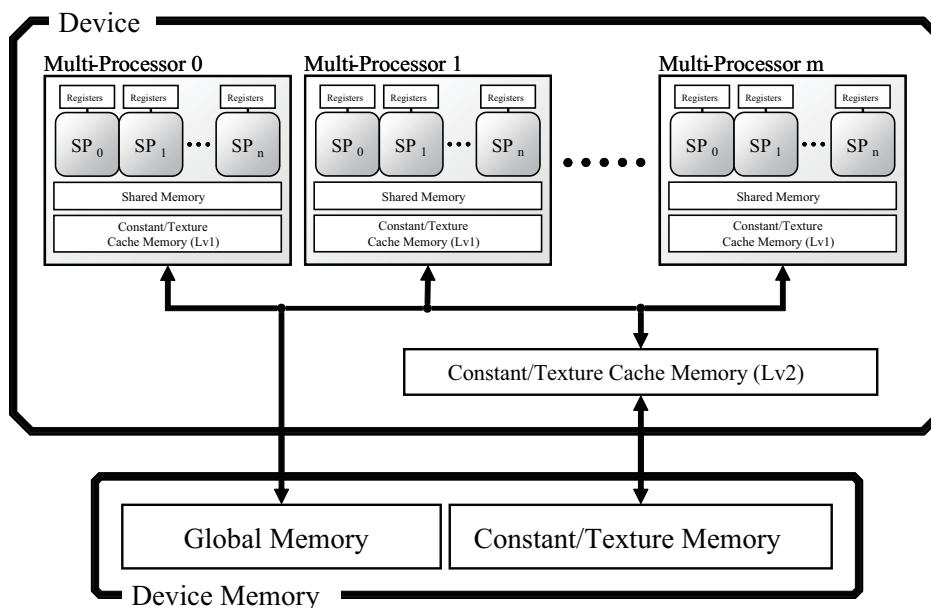 Device
Multi-Processor 0
Registers Registers Registers
SP 0 SP 1 ••• SP n
Shared Memory
Constant/Texture
Cache Memory (Lv1)
Multi-Processor 1
Registers Registers Registers
SP 0 SP 1 ••• SP n
Shared Memory
Constant/Texture
Cache Memory (Lv1)
Multi-Processor m
Registers Registers Registers
SP 0 SP 1 ••• SP n
Shared Memory
Constant/Texture
Cache Memory (Lv1)
Constant/Texture Cache Memory (Lv2)
Global Memory
Constant/Texture Memory
Device Memory